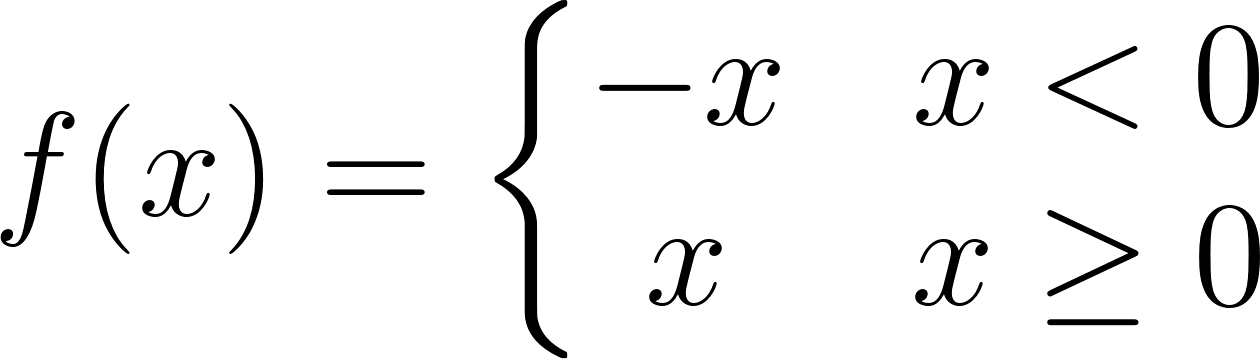 f(x) = { -x  x < 0
x  x ≥ 0